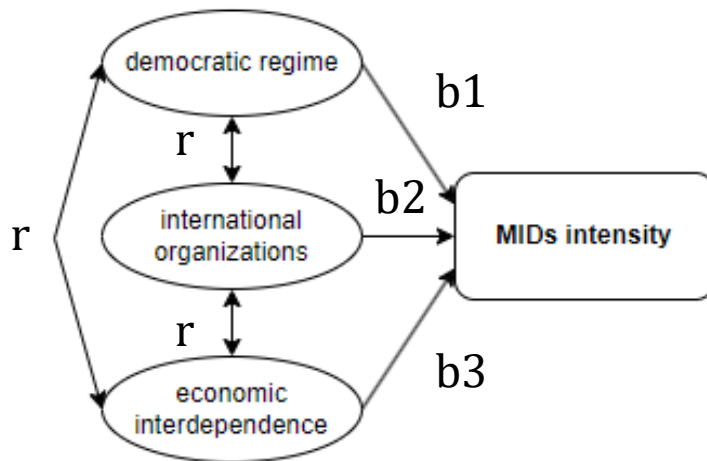 democratic regime
b1
r
b2
international
organizations
MIDs intensity
r
r
b3
economic
interdependence